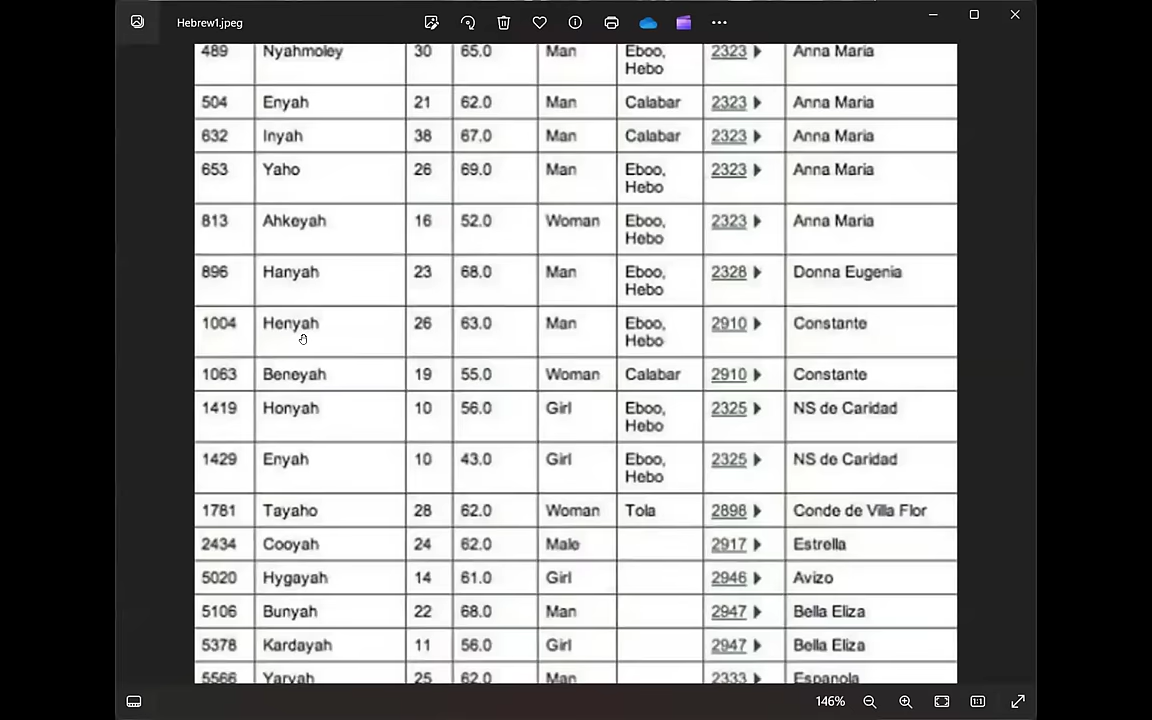 Hebrew1.jpeg
489 Nyahmoley 30 65.0 Man Eboo, 2323 Anna Maria
Hebo
504 Enyah 21 62.0 Man Calabar 2323 Anna Maria
632 Inyah 38 67.0 Man Calabar 2323 Anna Maria
653 Yaho 26 69.0 Man Eboo, 2323 Anna Maria
Hebo
813 Ahkeyah 16 52.0 Woman Eboo, 2323 Anna Maria
Hebo
896 Hanyah 23 68.0 Man Eboo, 2328 Donna Eugenia
Hebo
1004 Henyah 26 63.0 Man Eboo, 2910 Constante
Hebo
1063 Beneyah 19 55.0 Woman Calabar 2910 Constante
1419 Honyah 10 56.0 Girl Eboo, 2325 NS de Caridad
Hebo
1429 Enyah 10 43.0 Girl Eboo, 2325 NS de Caridad
Hebo
1781 Tayaho 28 62.0 Woman Tola 2898 Conde de Villa Flor
2434 Cooyah 24 62.0 Male 2917 Estrella
5020 Hygayah 14 61.0 Girl 2946 Avizo
5106 Bunyah 22 68.0 Man 2947 Bella Eliza
5378 Kardayah 11 56.0 Girl 2947 Bella Eliza
5566 Yaryah 25 62.0 Man 2333 Espanola
146% 1:1